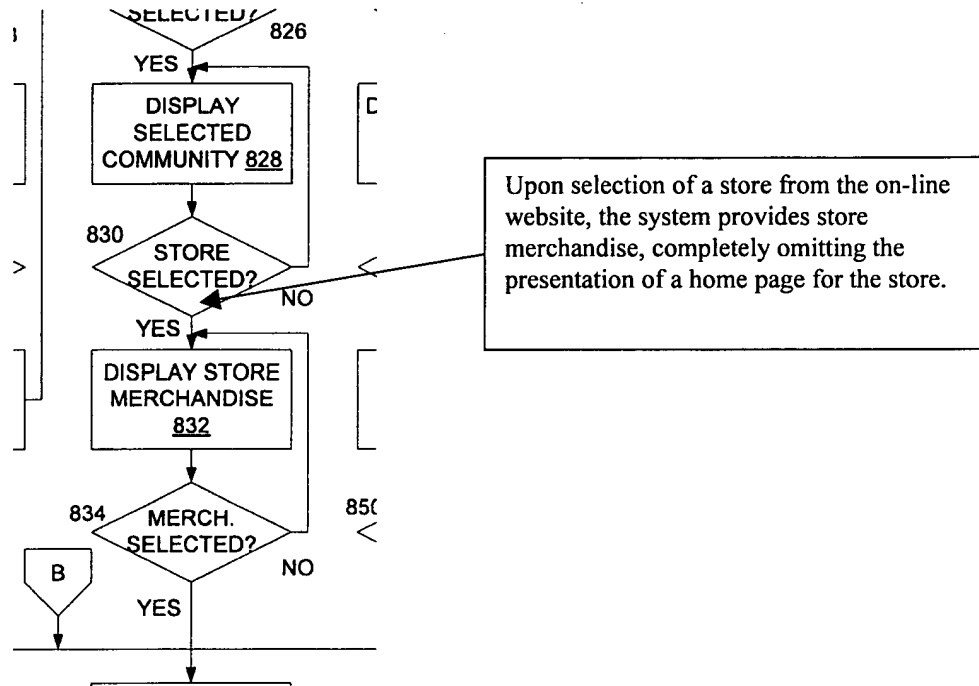 SELECTED?
826
YES
DISPLAY
SELECTED
COMMUNITY 828
830
STORE
SELECTED?
NO
YES
DISPLAY STORE
MERCHANDISE
832
834
MERCH.
SELECTED?
NO
YES
B
D
850
Upon selection of a store from the on-line
website, the system provides store
merchandise, completely omitting the
presentation of a home page for the store.